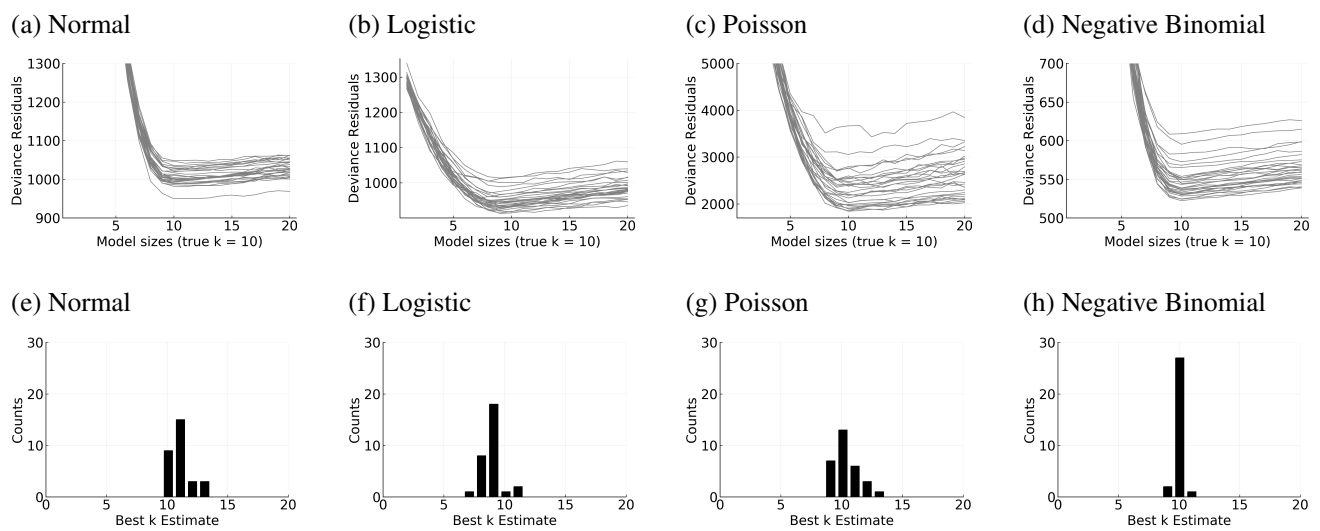 (a) Normal
(b) Logistic
(c) Poisson
(d) Negative Binomial
Deviance Residuals
1300
1200
1100
1000
900
5
10
15
20
Model sizes (true k = 10)
Deviance Residuals
1300
1200
1100
1000
5
10
15
20
Model sizes (true k = 10)
Deviance Residuals
5000
4000
3000
2000
5
10
15
20
Model sizes (true k = 10)
Deviance Residuals
700
650
600
550
500
5
10
15
20
Model sizes (true k = 10)
(e) Normal
(f) Logistic
(g) Poisson
(h) Negative Binomial
Counts
30
20
10
0
0
5
10
15
20
Best k Estimate
Counts
30
20
10
0
0
5
10
15
20
Best k Estimate
Counts
30
20
10
0
0
5
10
15
20
Best k Estimate
Counts
30
20
10
0
0
5
10
15
20
Best k Estimate